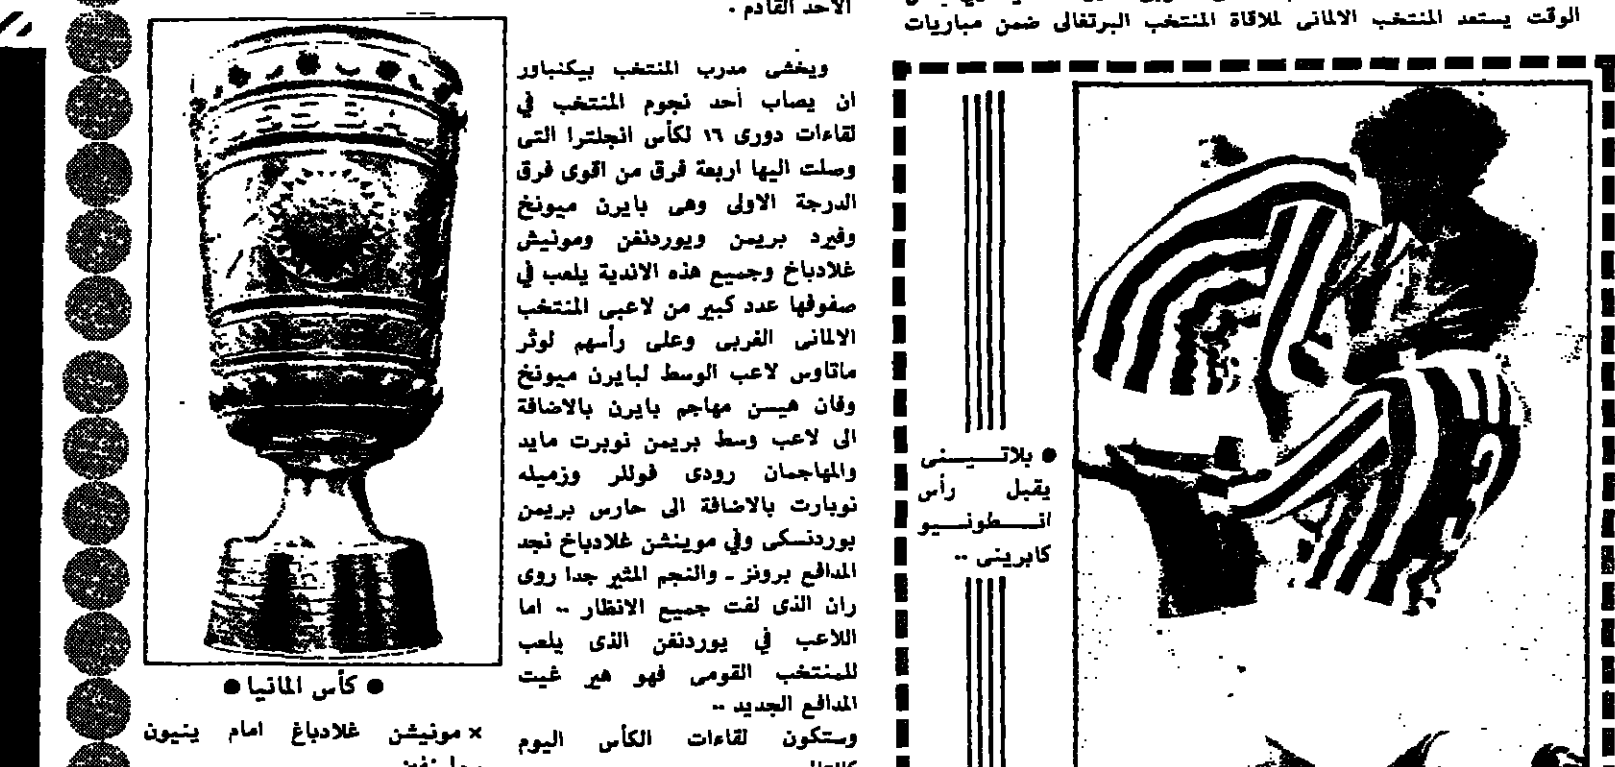 الوقت يستعد المنتخب الالمانى لملاقاة المنتخب البرتغالى ضمن مباريات
● بلاتـــيـــنى
يقبل رأس
انـــطونـــيو
كابرينى ..
الاحد القادم .
ويخشى مدرب المنتخب بيكنباور
ان يصاب أحد نجوم المنتخب في
لقاءات دورى ١٦ لكأس انجلترا التى
وصلت اليها اربعة فرق من اقوى فرق
الدرجة الاولى وهى بايرن ميونخ
وفيرد بريمن ويوردنغن ومونيش
غلادباخ وجميع هذه الاندية يلعب في
صفوفها عدد كبير من لاعبى المنتخب
الالمانى الغربى وعلى رأسهم لوثر
ماتاوس لاعب الوسط لبايرن ميونخ
وفان هيسن مهاجم بايرن بالاضافة
الى لاعب وسط بريمن نوبرت مايد
والمهاجمان رودى فوللر وزميله
نوبارت بالاضافة الى حارس بريمن
بوردنسكى وفي موينشن غلادباخ نجد
المدافع برونز ـ والنجم المثير جدا روى
ران الذى لفت جميع الانظار .. اما
اللاعب في يوردنغن الذى يلعب
للمنتخب القومى فهو هير غيت
المدافع الجديد ..
وستكون لقاءات الكأس اليوم
● كأس المانيا ●
× مونيشن غلادباغ امام ينيون